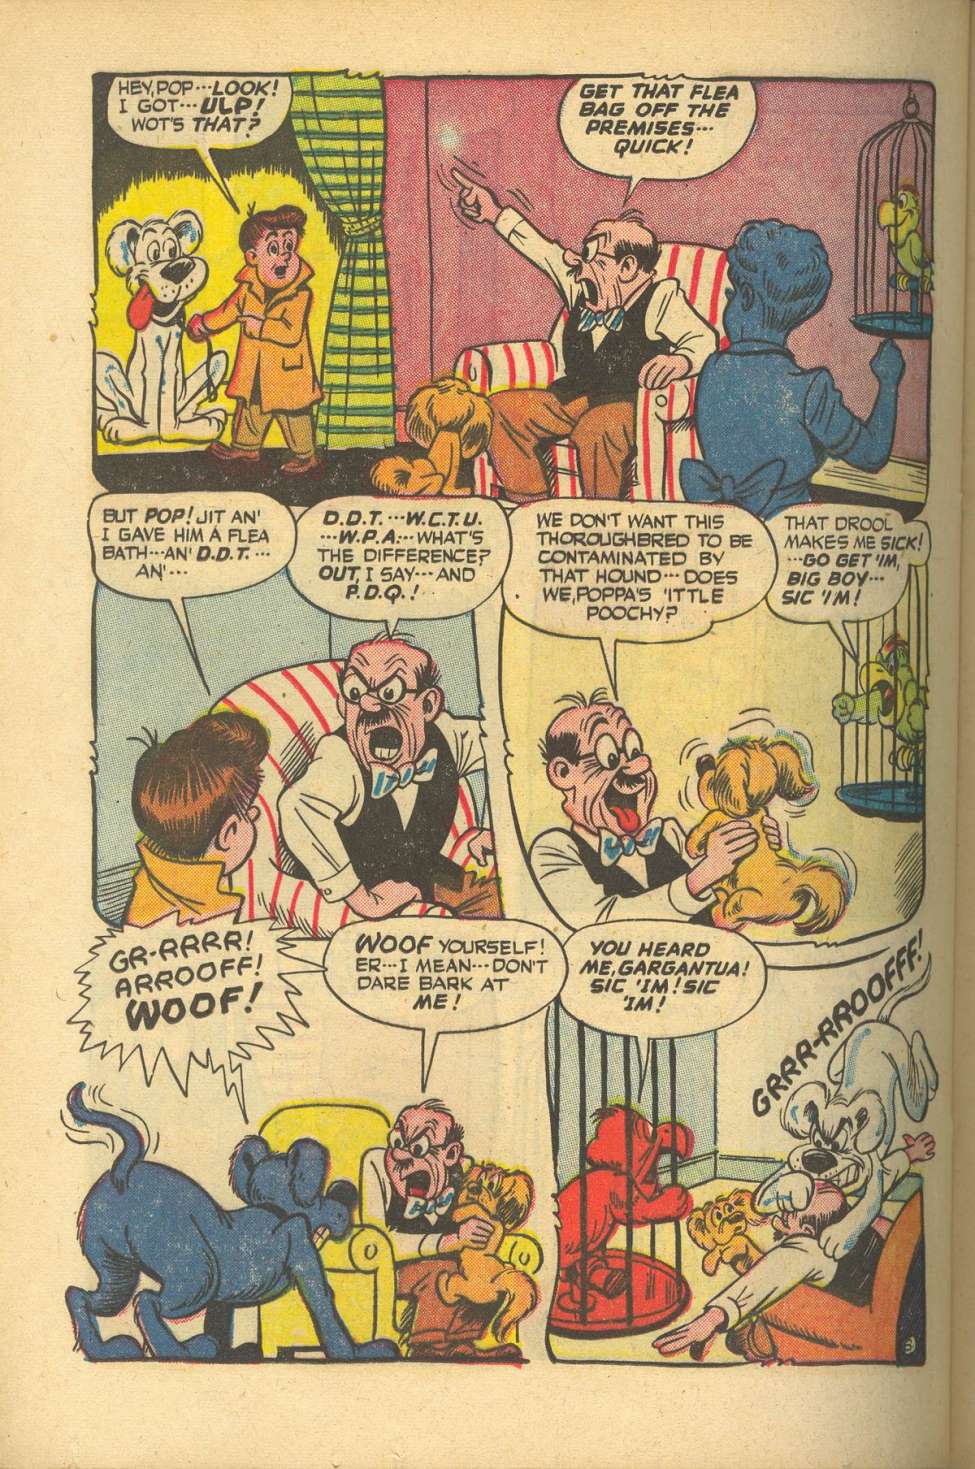 HEY, POP---LOOK!
I GOT---ULP!
WOT'S THAT?
GET THAT FLEA
BAG OFF THE
PREMISES---
QUICK!
BUT POP! JIT AN'
I GAVE HIM A FLEA
BATH---AN' D.D.T.---
AN'---
D.D.T.---W.C.T.U.
---W.P.A.---WHAT'S
THE DIFFERENCE?
OUT, I SAY---AND
P.D.Q.!
WE DON'T WANT THIS
THOROUGHBRED TO BE
CONTAMINATED BY
THAT HOUND---DOES
WE, POPPA'S 'ITTLE
POOCHY?
THAT DROOL
MAKES ME SICK!
---GO GET 'IM,
BIG BOY---
SIC 'IM!
GR-RRRR!
ARROOFF!
WOOF!
WOOF YOURSELF!
ER---I MEAN---DON'T
DARE BARK AT
ME!
YOU HEARD
ME, GARGANTUA!
SIC 'IM! SIC
'IM!
GRRR-RROOFFF!
3